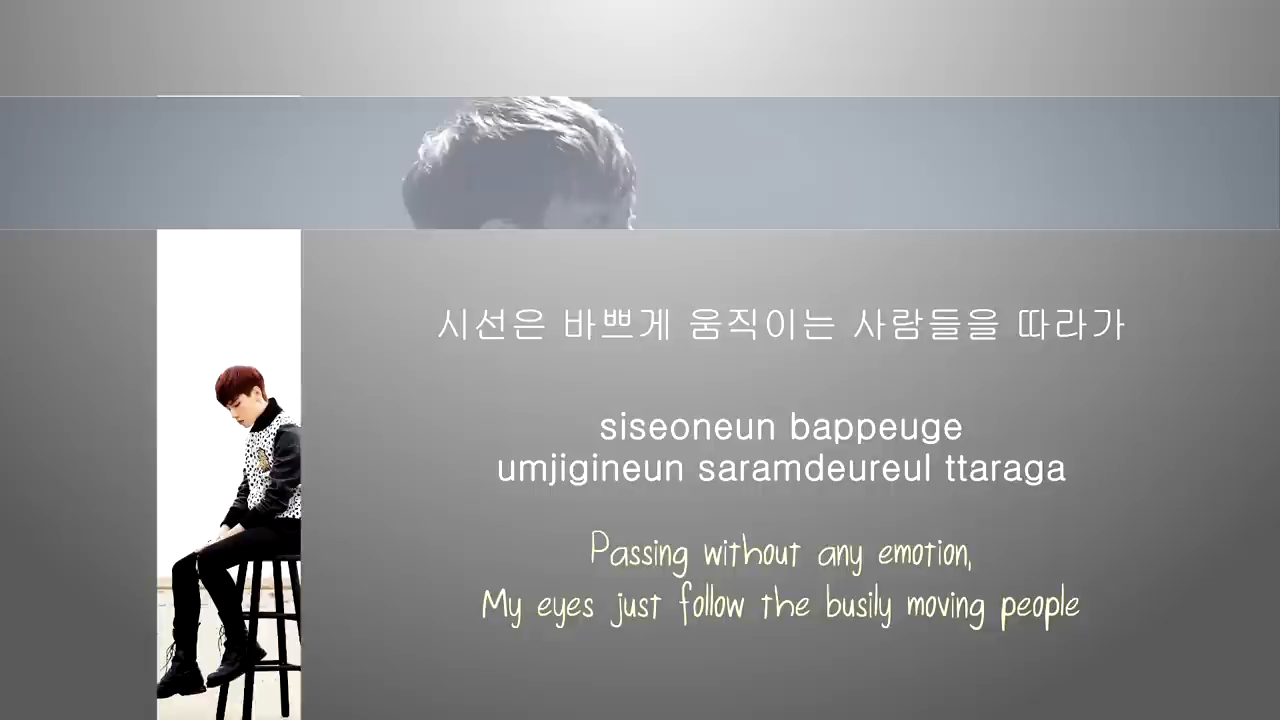 시선은 바쁘게 움직이는 사람들을 따라가
siseoneun bappeuge
umjigineun saramdeureul ttaraga
Passing without any emotion,
My eyes just follow the busily moving people